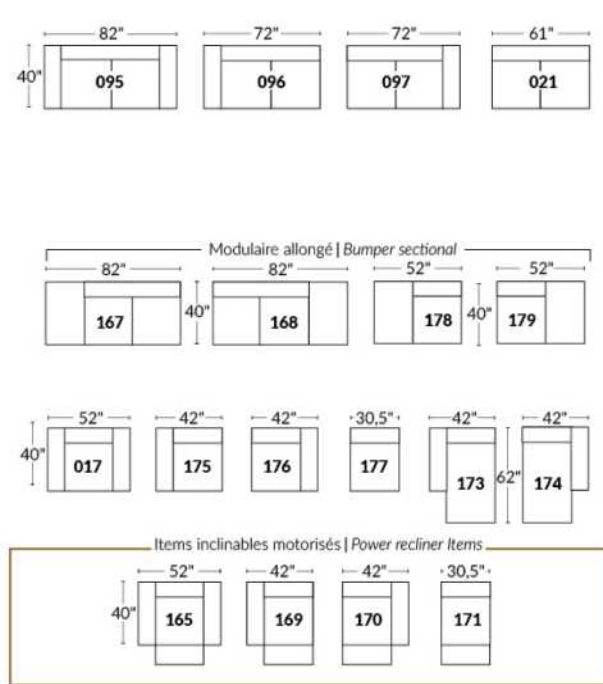 82" 72" 72" 61"
40" 095 096 097 021
Modulaire allongé | Bumper sectional
82" 82" 52" 52"
167 40" 168 178 40" 179
52" 42" 42" 30,5" 42" 42"
40" 017 175 176 177 173 62" 174
Items inclinables motorisés | Power recliner Items
52" 42" 42" 30,5"
40" 165 169 170 171